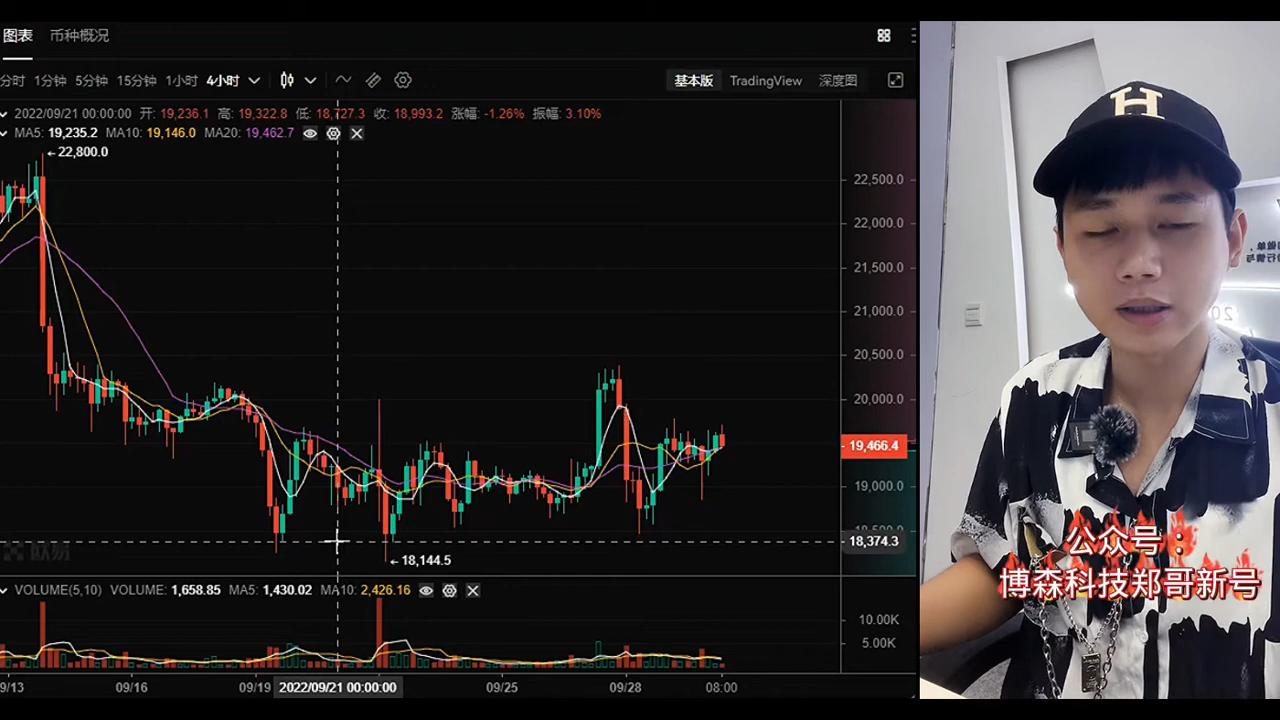 图表 币种概况
分时 1分钟 5分钟 15分钟 1小时 4小时 基本版 TradingView 深度图
2022/09/21 00:00:00 开: 19,236.1 高: 19,322.8 低: 18,727.3 收: 18,993.2 涨幅: -1.26% 振幅: 3.10%
MA5: 19,235.2 MA10: 19,146.0 MA20: 19,462.7
22,800.0
22,500.0
22,000.0
21,500.0
21,000.0
20,500.0
20,000.0
19,466.4
19,000.0
18,374.3
欧易
18,144.5
VOLUME(5,10) VOLUME: 1,658.85 MA5: 1,430.02 MA10: 2,426.16
10.00K
5.00K
9/13 09/16 09/19 2022/09/21 00:00:00 09/25 09/28 08:00
H
公众号：
博森科技郑哥新号